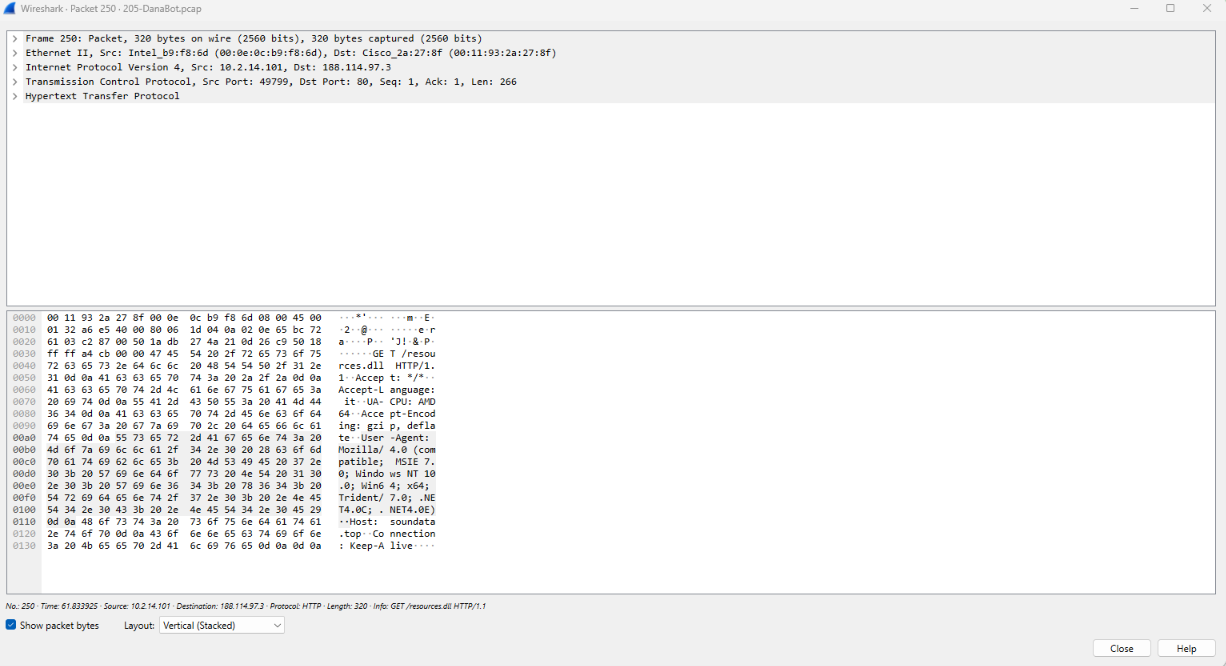 Wireshark · Packet 250 · 205-DanaBot.pcap
Frame 250: Packet, 320 bytes on wire (2560 bits), 320 bytes captured (2560 bits)
Ethernet II, Src: Intel_b9:f8:6d (00:0e:0c:b9:f8:6d), Dst: Cisco_2a:27:8f (00:11:93:2a:27:8f)
Internet Protocol Version 4, Src: 10.2.14.101, Dst: 188.114.97.3
Transmission Control Protocol, Src Port: 49799, Dst Port: 80, Seq: 1, Ack: 1, Len: 266
Hypertext Transfer Protocol
0000 00 11 93 2a 27 8f 00 0e 0c b9 f8 6d 08 00 45 00 ···*'··· ···m··E·
0010 01 32 a6 e5 40 00 80 06 1d 04 0a 02 0e 65 bc 72 ·2··@··· ·····e·r
0020 61 03 c2 87 00 50 1a db 27 4a 21 0d 26 c9 50 18 a····P·· 'J!·&·P·
0030 ff ff a4 cb 00 00 47 45 54 20 2f 72 65 73 6f 75 ······GE T /resou
0040 72 63 65 73 2e 64 6c 6c 20 48 54 54 50 2f 31 2e rces.dll HTTP/1.
0050 31 0d 0a 41 63 63 65 70 74 3a 20 2a 2f 2a 0d 0a 1··Accep t: */*··
0060 41 63 63 65 70 74 2d 4c 61 6e 67 75 61 67 65 3a Accept-L anguage:
0070 20 69 74 0d 0a 55 41 2d 43 50 55 3a 20 41 4d 44 it··UA- CPU: AMD
0080 36 34 0d 0a 41 63 63 65 70 74 2d 45 6e 63 6f 64 64··Acce pt-Encod
0090 69 6e 67 3a 20 67 7a 69 70 2c 20 64 65 66 6c 61 ing: gzi p, defla
00a0 74 65 0d 0a 55 73 65 72 2d 41 67 65 6e 74 3a 20 te··User -Agent:
00b0 4d 6f 7a 69 6c 6c 61 2f 34 2e 30 20 28 63 6f 6d Mozilla/ 4.0 (com
00c0 70 61 74 69 62 6c 65 3b 20 4d 53 49 45 20 37 2e patible; MSIE 7.
00d0 30 3b 20 57 69 6e 64 6f 77 73 20 4e 54 20 31 30 0; Windo ws NT 10
00e0 2e 30 3b 20 57 69 6e 36 34 3b 20 78 36 34 3b 20 .0; Win6 4; x64;
00f0 54 72 69 64 65 6e 74 2f 37 2e 30 3b 20 2e 4e 45 Trident/ 7.0; .NE
0100 54 34 2e 30 43 3b 20 2e 4e 45 54 34 2e 30 45 29 T4.0C; . NET4.0E)
0110 0d 0a 48 6f 73 74 3a 20 73 6f 75 6e 64 61 74 61 ··Host: soundata
0120 2e 74 6f 70 0d 0a 43 6f 6e 6e 65 63 74 69 6f 6e .top··Co nnection
0130 3a 20 4b 65 65 70 2d 41 6c 69 76 65 0d 0a 0d 0a : Keep-A live····
No.: 250 · Time: 61.833925 · Source: 10.2.14.101 · Destination: 188.114.97.3 · Protocol: HTTP · Length: 320 · Info: GET /resources.dll HTTP/1.1
Show packet bytes Layout: Vertical (Stacked)
Close Help